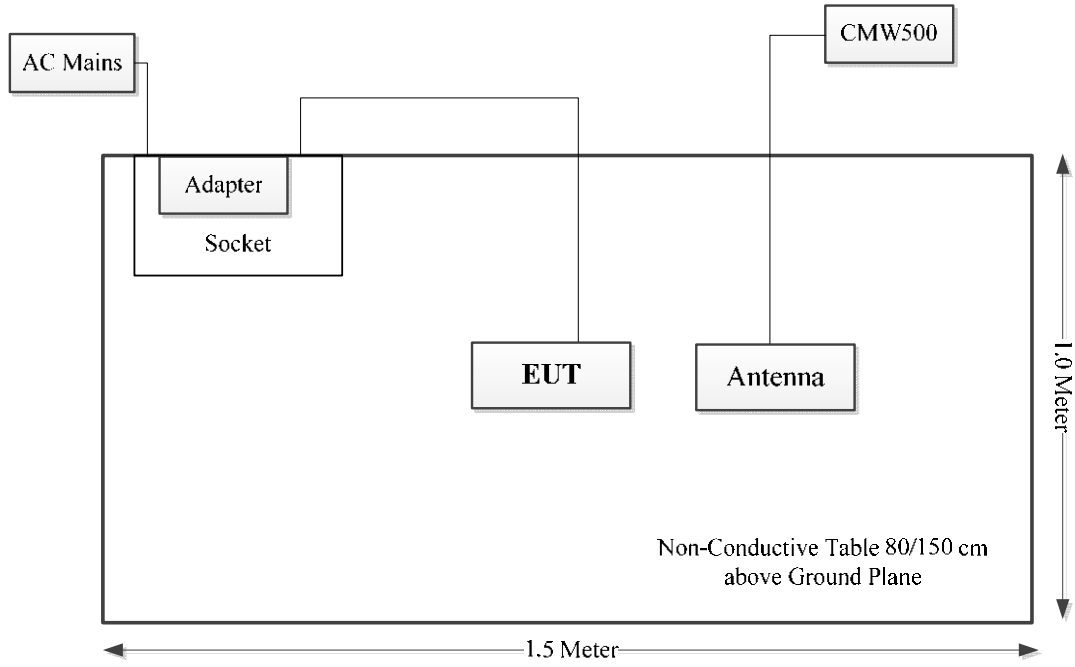 CMW500
AC Mains
Adapter
Socket
EUT
Antenna
1.0 Meter
Non-Conductive Table 80/150 cm
above Ground Plane
1.5 Meter